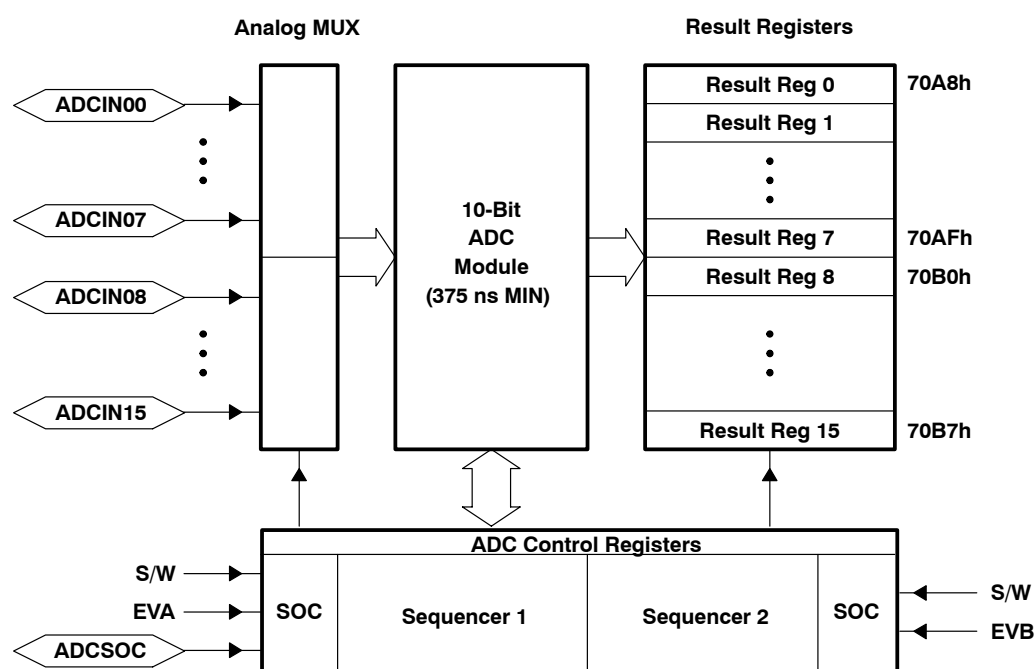 Analog MUX
Result Registers
ADCIN00
ADCIN07
ADCIN08
ADCIN15
10-Bit
ADC
Module
(375 ns MIN)
Result Reg 0
70A8h
Result Reg 1
Result Reg 7
70AFh
Result Reg 8
70B0h
Result Reg 15
70B7h
ADC Control Registers
S/W
EVA
ADCSOC
SOC
Sequencer 1
Sequencer 2
SOC
S/W
EVB